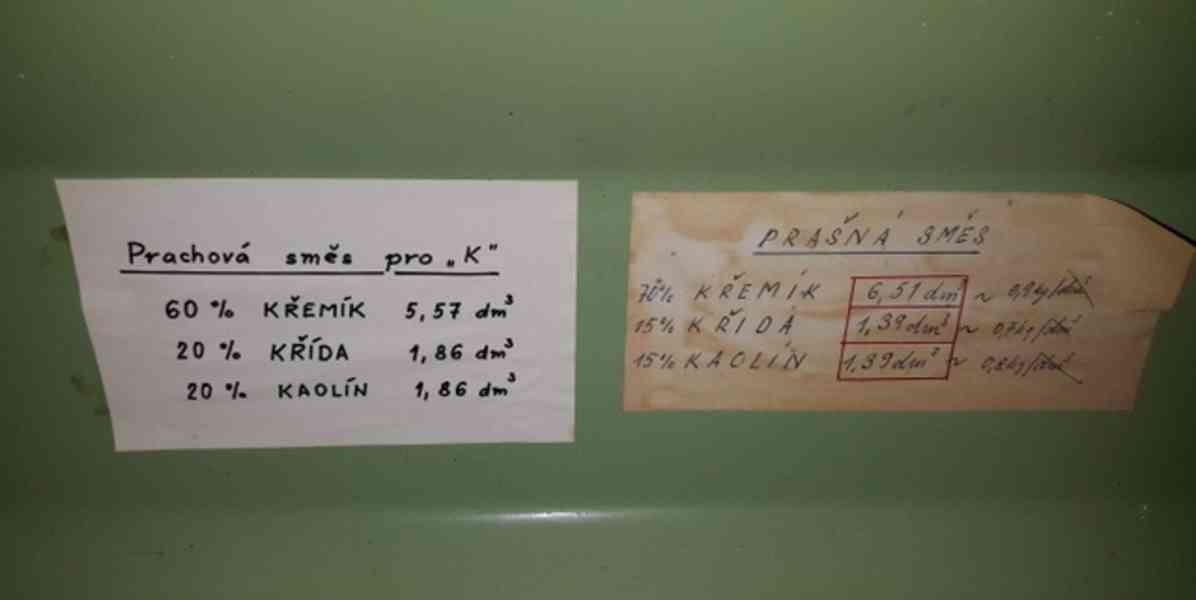 Prachová směs pro „K"
60 % KŘEMÍK 5,57 dm³
20 % KŘÍDA 1,86 dm³
20 % KAOLÍN 1,86 dm³
PRAŠNÁ SMĚS
70% KŘEMÍK 6,51 dm³ ~
15% KŘÍDA 1,39 dm³ ~
15% KAOLÍN 1,39 dm³ ~